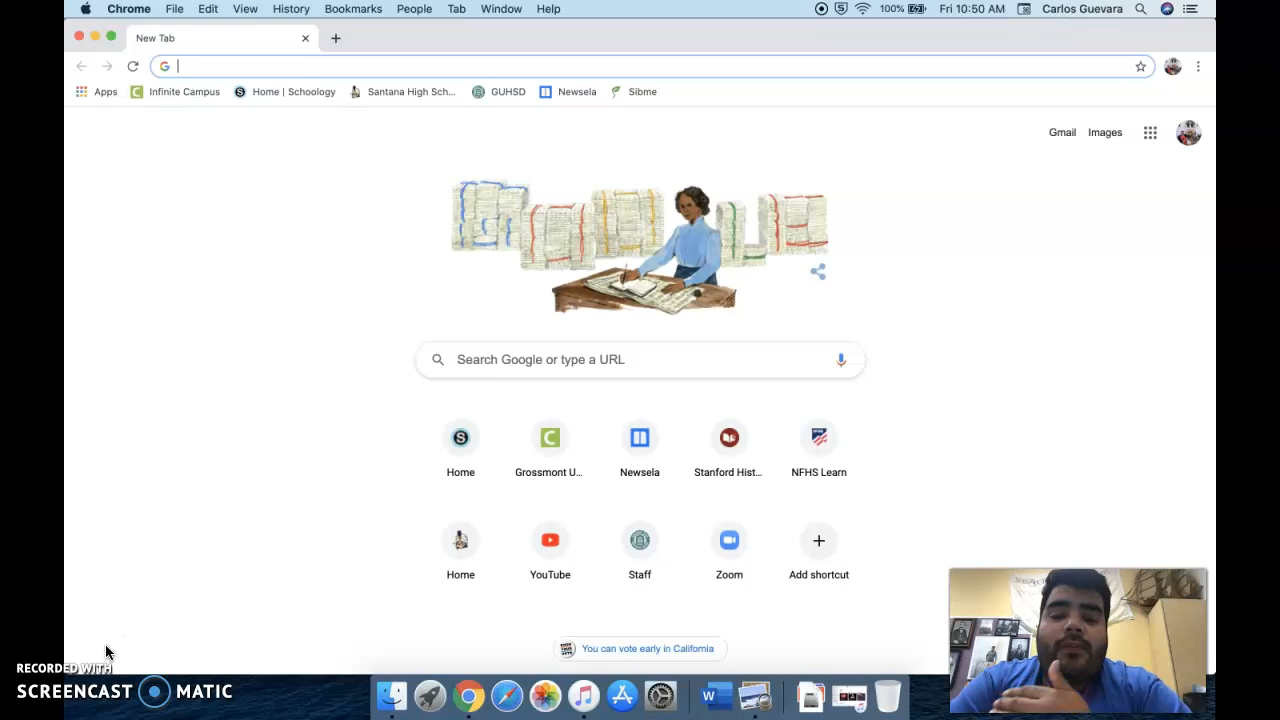 Chrome File Edit View History Bookmarks People Tab Window Help 100% Fri 10:50 AM Carlos Guevara
New Tab
Apps Infinite Campus Home | Schoology Santana High Sch... GUHSD Newsela Sibme
Gmail Images
Search Google or type a URL
Home Grossmont U... Newsela Stanford Hist... NFHS Learn
Home YouTube Staff Zoom Add shortcut
You can vote early in California
RECORDED WITH
SCREENCAST MATIC